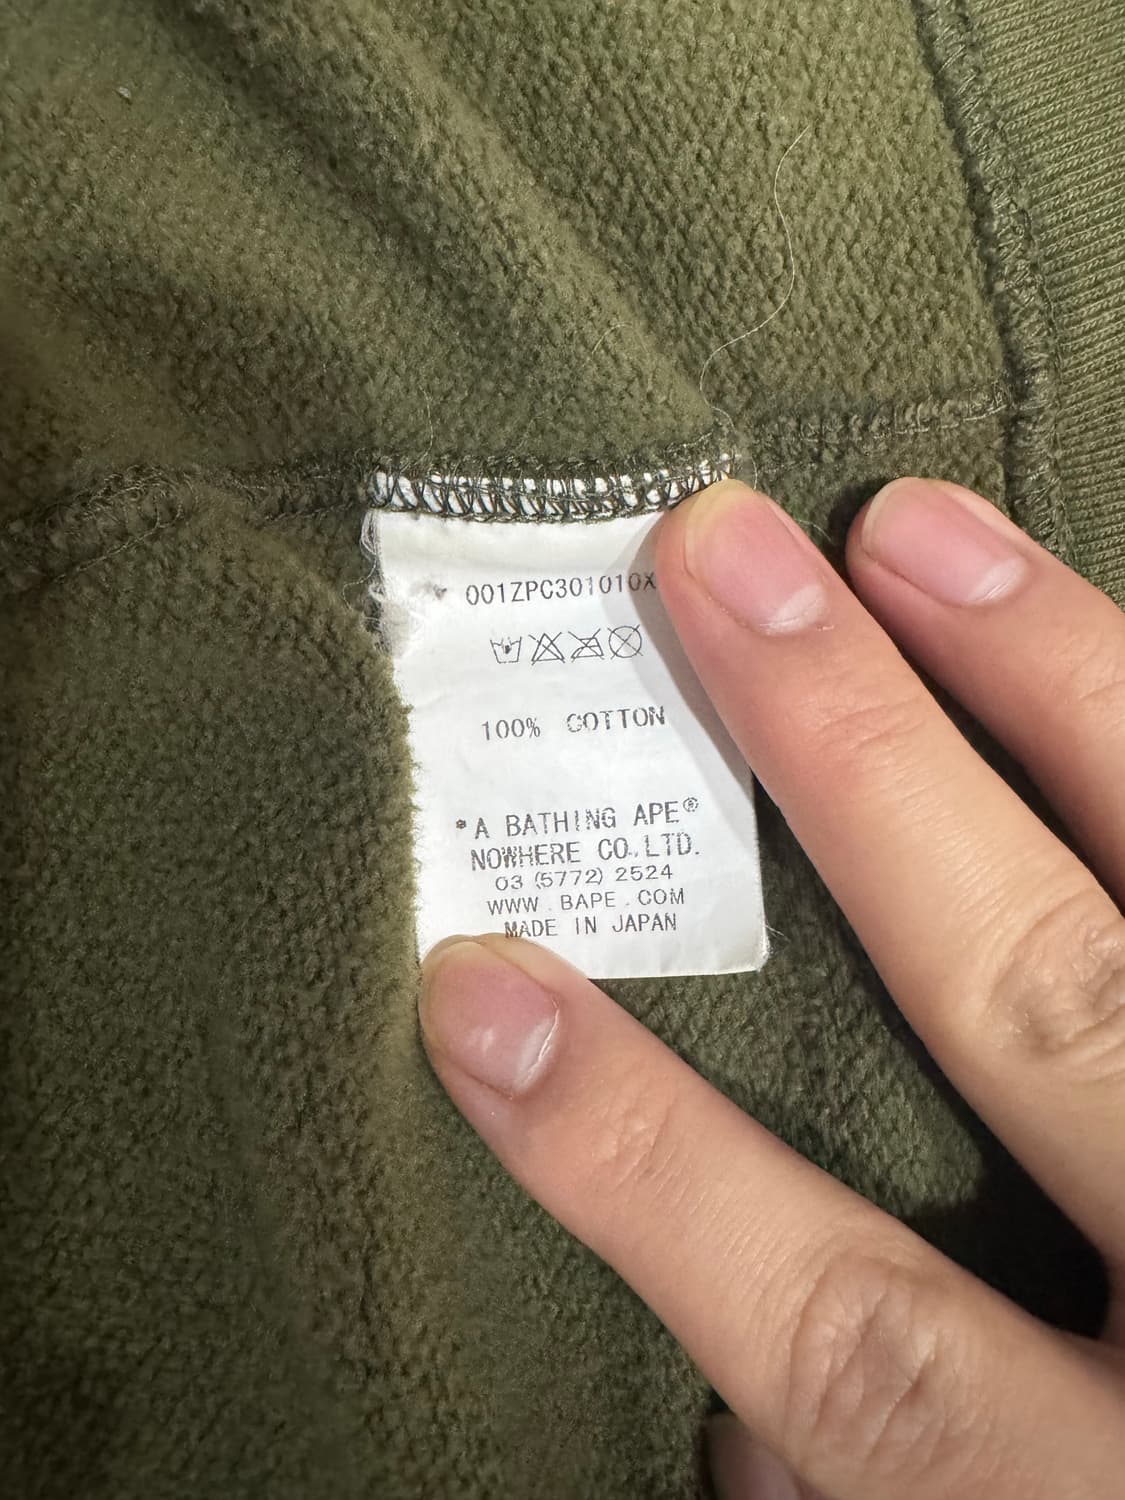 001ZPC301010X
100% COTTON
*A BATHING APE®
NOWHERE CO.,LTD.
03 (5772) 2524
WWW.BAPE.COM
MADE IN JAPAN